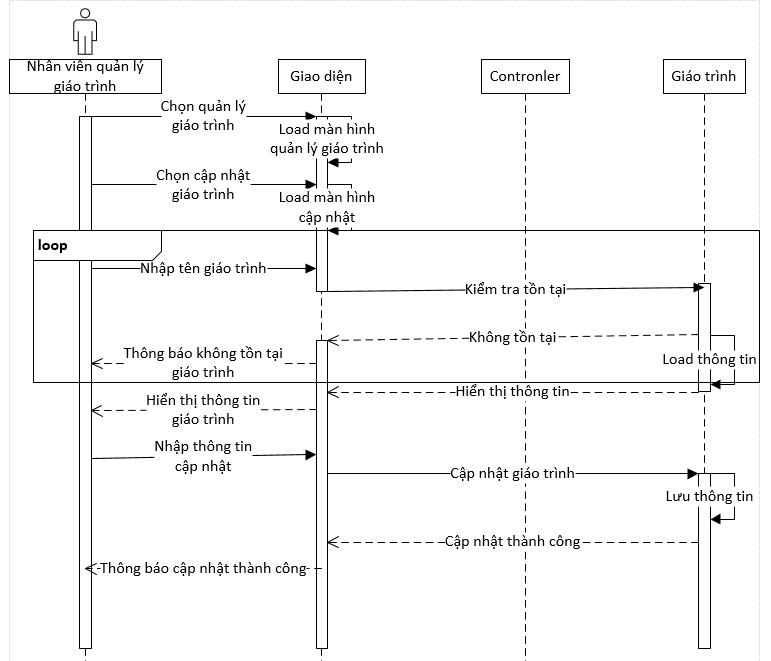 Nhân viên quản lý
giáo trình
Giao diện
Contronler
Giáo trình
Chọn quản lý
giáo trình
Load màn hình
quản lý giáo trình
Chọn cập nhật
giáo trình
Load màn hình
cập nhật
loop
Nhập tên giáo trình
Kiểm tra tồn tại
Không tồn tại
Thông báo không tồn tại
giáo trình
Load thông tin
Hiển thị thông tin
Hiển thị thông tin
giáo trình
Nhập thông tin
cập nhật
Cập nhật giáo trình
Lưu thông tin
Cập nhật thành công
Thông báo cập nhật thành công